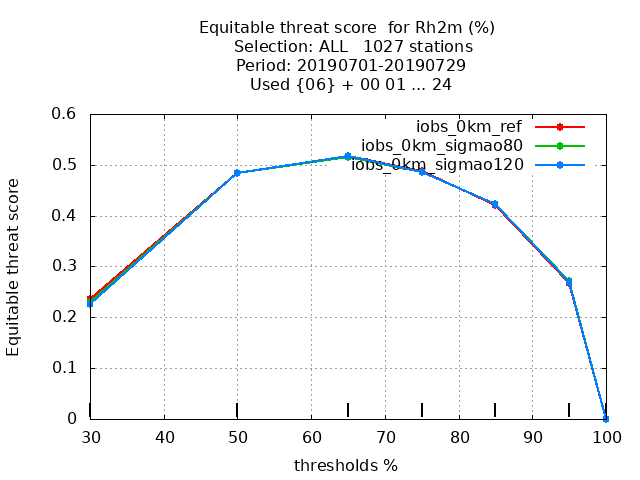 Equitable threat score  for Rh2m (%)
Selection: ALL   1027 stations
Period: 20190701-20190729
Used {06} + 00 01 ... 24
iobs_0km_ref
iobs_0km_sigmao80
iobs_0km_sigmao120
Equitable threat score
0.6
0.5
0.4
0.3
0.2
0.1
0
30 40 50 60 70 80 90 100
thresholds %